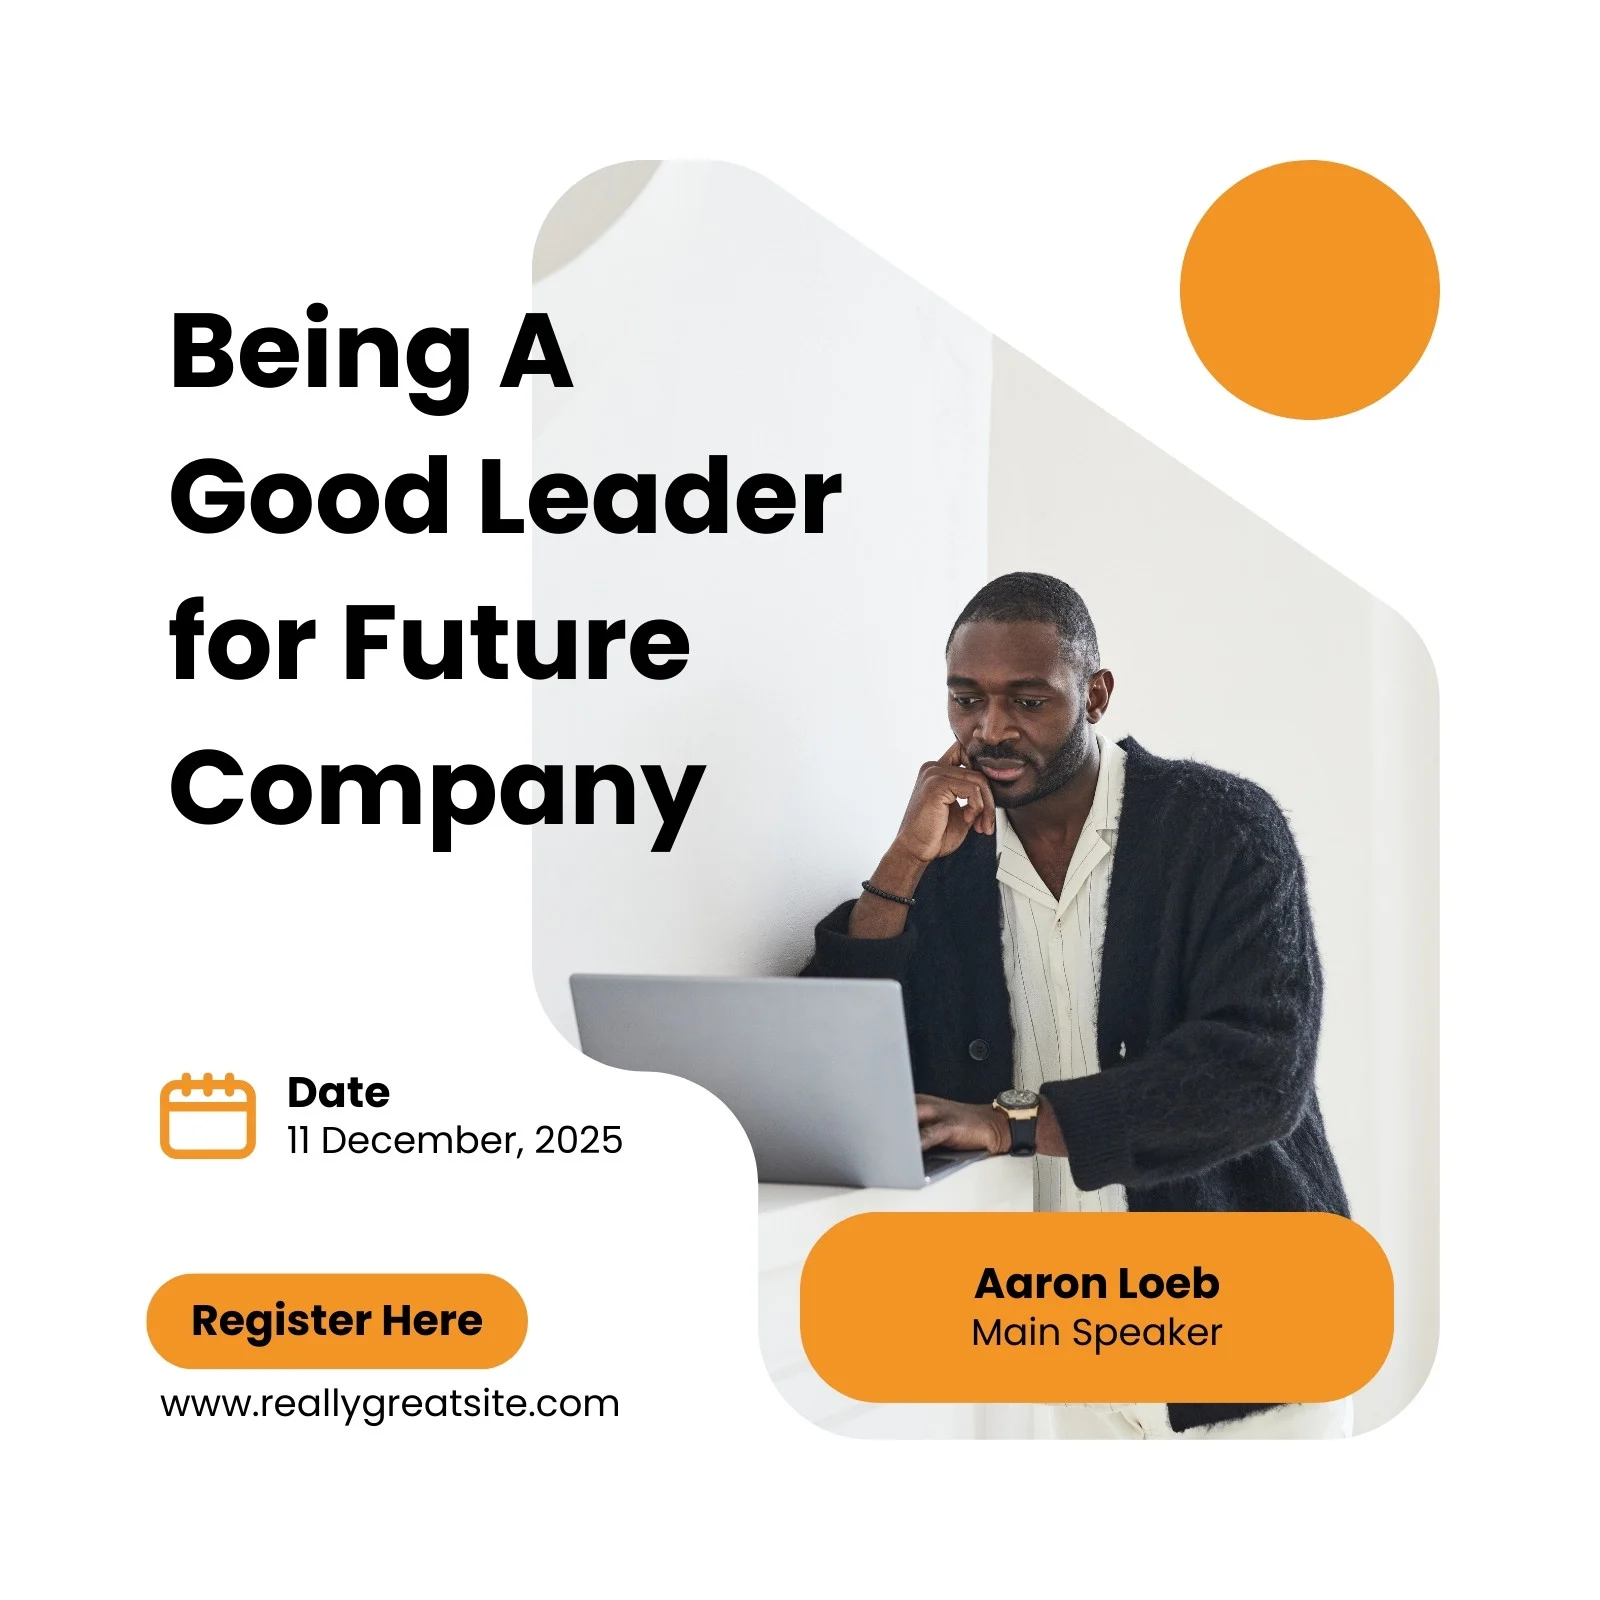 Being A
Good Leader
for Future
Company
Date
11 December, 2025
Register Here
www.reallygreatsite.com
Aaron Loeb
Main Speaker